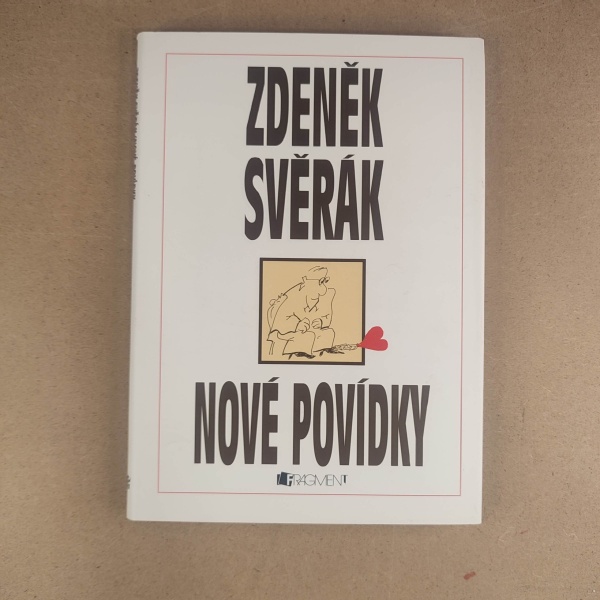 ZDENĚK
SVĚRÁK
NOVÉ POVÍDKY
FRAGMENT